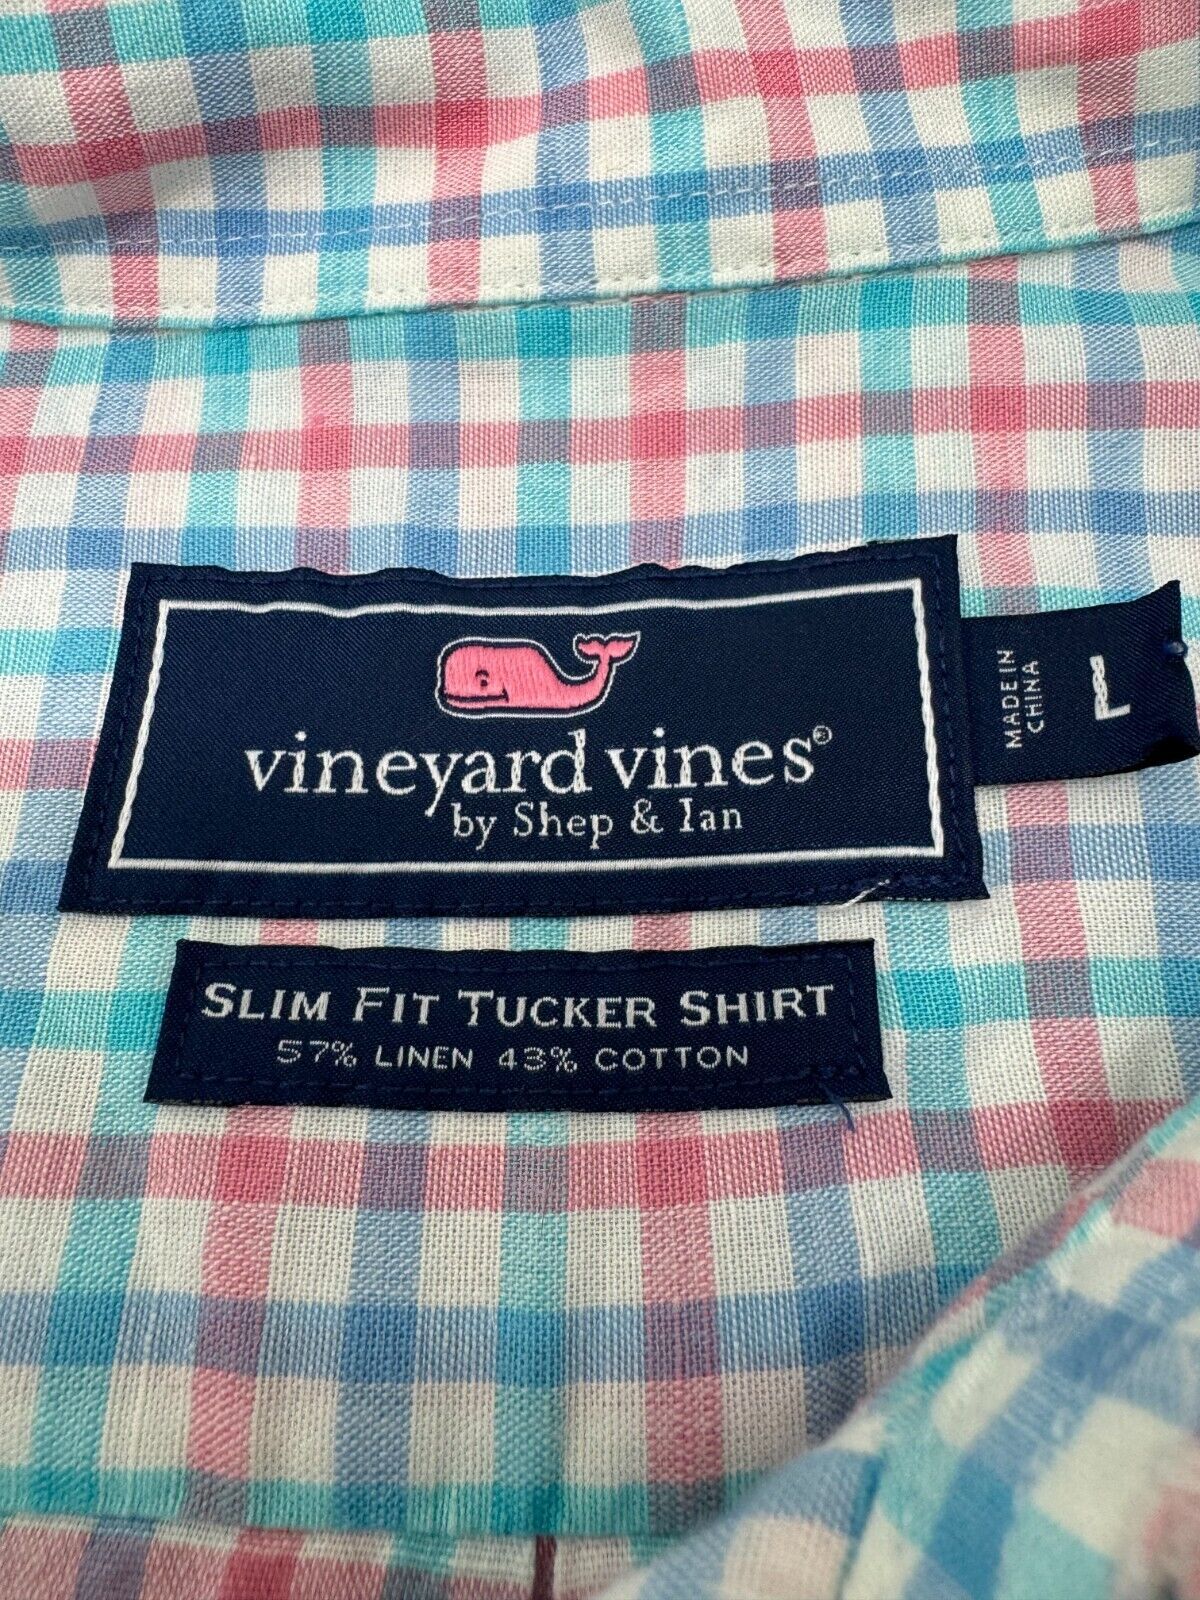 vineyard vines®
by Shep & Ian
MADE IN
CHINA
L
SLIM FIT TUCKER SHIRT
57% LINEN 43% COTTON